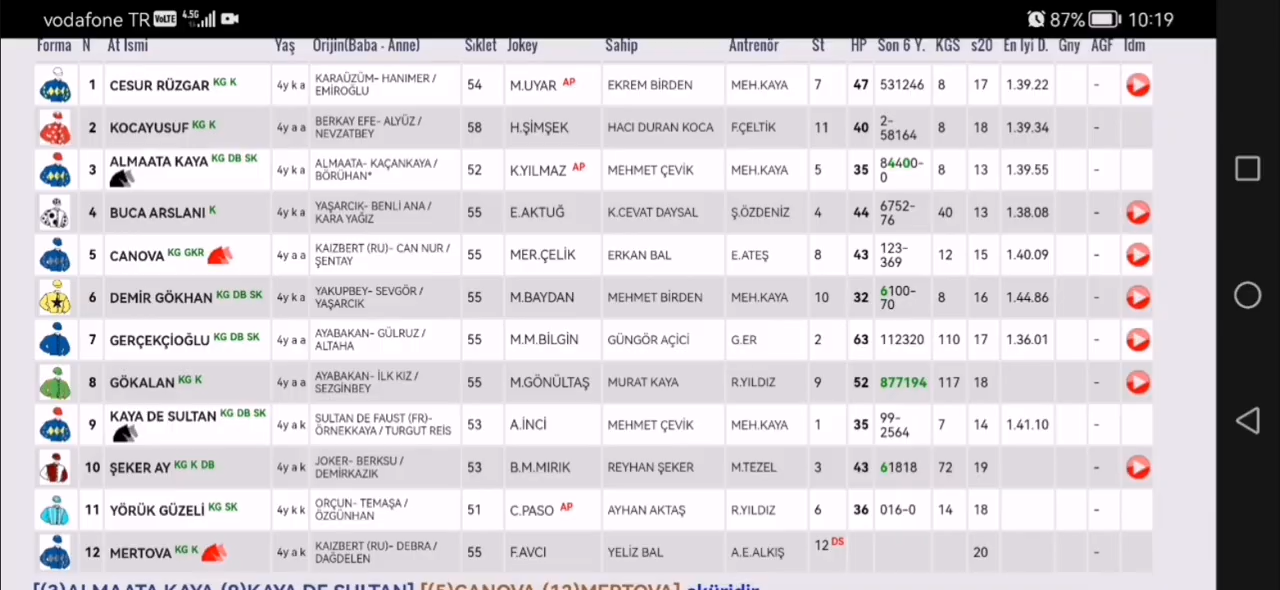 vodafone TR VoLTE 4.5G 87% 10:19
Forma N At İsmi Yaş Orijin(Baba - Anne) Sıklet Jokey Sahip Antrenör St HP Son 6 Y. KGS s20 En İyi D. Gny AGF İdm
1 CESUR RÜZGAR KG K 4y k a KARAÜZÜM- HANIMER / EMİROĞLU 54 M.UYAR AP EKREM BİRDEN MEH.KAYA 7 47 531246 8 17 1.39.22 -
2 KOCAYUSUF KG K 4y a a BERKAY EFE- ALYÜZ / NEVZATBEY 58 H.ŞİMŞEK HACI DURAN KOCA F.ÇELTİK 11 40 2-58164 8 18 1.39.34 -
3 ALMAATA KAYA KG DB SK 4y k a ALMAATA- KAÇANKAYA / BÖRÜHAN* 52 K.YILMAZ AP MEHMET ÇEVİK MEH.KAYA 5 35 84400-0 8 13 1.39.55 -
4 BUCA ARSLANI K 4y k a YAŞARCIK- BENLİ ANA / KARA YAĞIZ 55 E.AKTUĞ K.CEVAT DAYSAL Ş.ÖZDENİZ 4 44 6752-76 40 13 1.38.08 -
5 CANOVA KG GKR 4y a a KAIZBERT (RU)- CAN NUR / ŞENTAY 55 MER.ÇELİK ERKAN BAL E.ATEŞ 8 43 123-369 12 15 1.40.09 -
6 DEMİR GÖKHAN KG DB SK 4y k a YAKUPBEY- SEVGÖR / YAŞARCIK 55 M.BAYDAN MEHMET BİRDEN MEH.KAYA 10 32 6100-70 8 16 1.44.86 -
7 GERÇEKÇİOĞLU KG DB SK 4y a a AYABAKAN- GÜLRUZ / ALTAHA 55 M.M.BİLGİN GÜNGÖR AÇİCİ G.ER 2 63 112320 110 17 1.36.01 -
8 GÖKALAN KG K 4y a a AYABAKAN- İLK KIZ / SEZGİNBEY 55 M.GÖNÜLTAŞ MURAT KAYA R.YILDIZ 9 52 877194 117 18 -
9 KAYA DE SULTAN KG DB SK 4y a k SULTAN DE FAUST (FR)- ÖRNEKKAYA / TURGUT REİS 53 A.İNCİ MEHMET ÇEVİK MEH.KAYA 1 35 99-2564 7 14 1.41.10 -
10 ŞEKER AY KG K DB 4y a k JOKER- BERKSU / DEMİRKAZIK 53 B.M.MIRIK REYHAN ŞEKER M.TEZEL 3 43 61818 72 19 -
11 YÖRÜK GÜZELİ KG SK 4y k k ORÇUN- TEMAŞA / ÖZGÜNHAN 51 C.PASO AP AYHAN AKTAŞ R.YILDIZ 6 36 016-0 14 18 -
12 MERTOVA KG K 4y a k KAIZBERT (RU)- DEBRA / DAĞDELEN 55 F.AVCI YELİZ BAL A.E.ALKIŞ 12 DS 20 -
[(3)ALMAATA KAYA-(9)KAYA DE SULTAN] [(5)CANOVA-(12)MERTOVA] eküridir